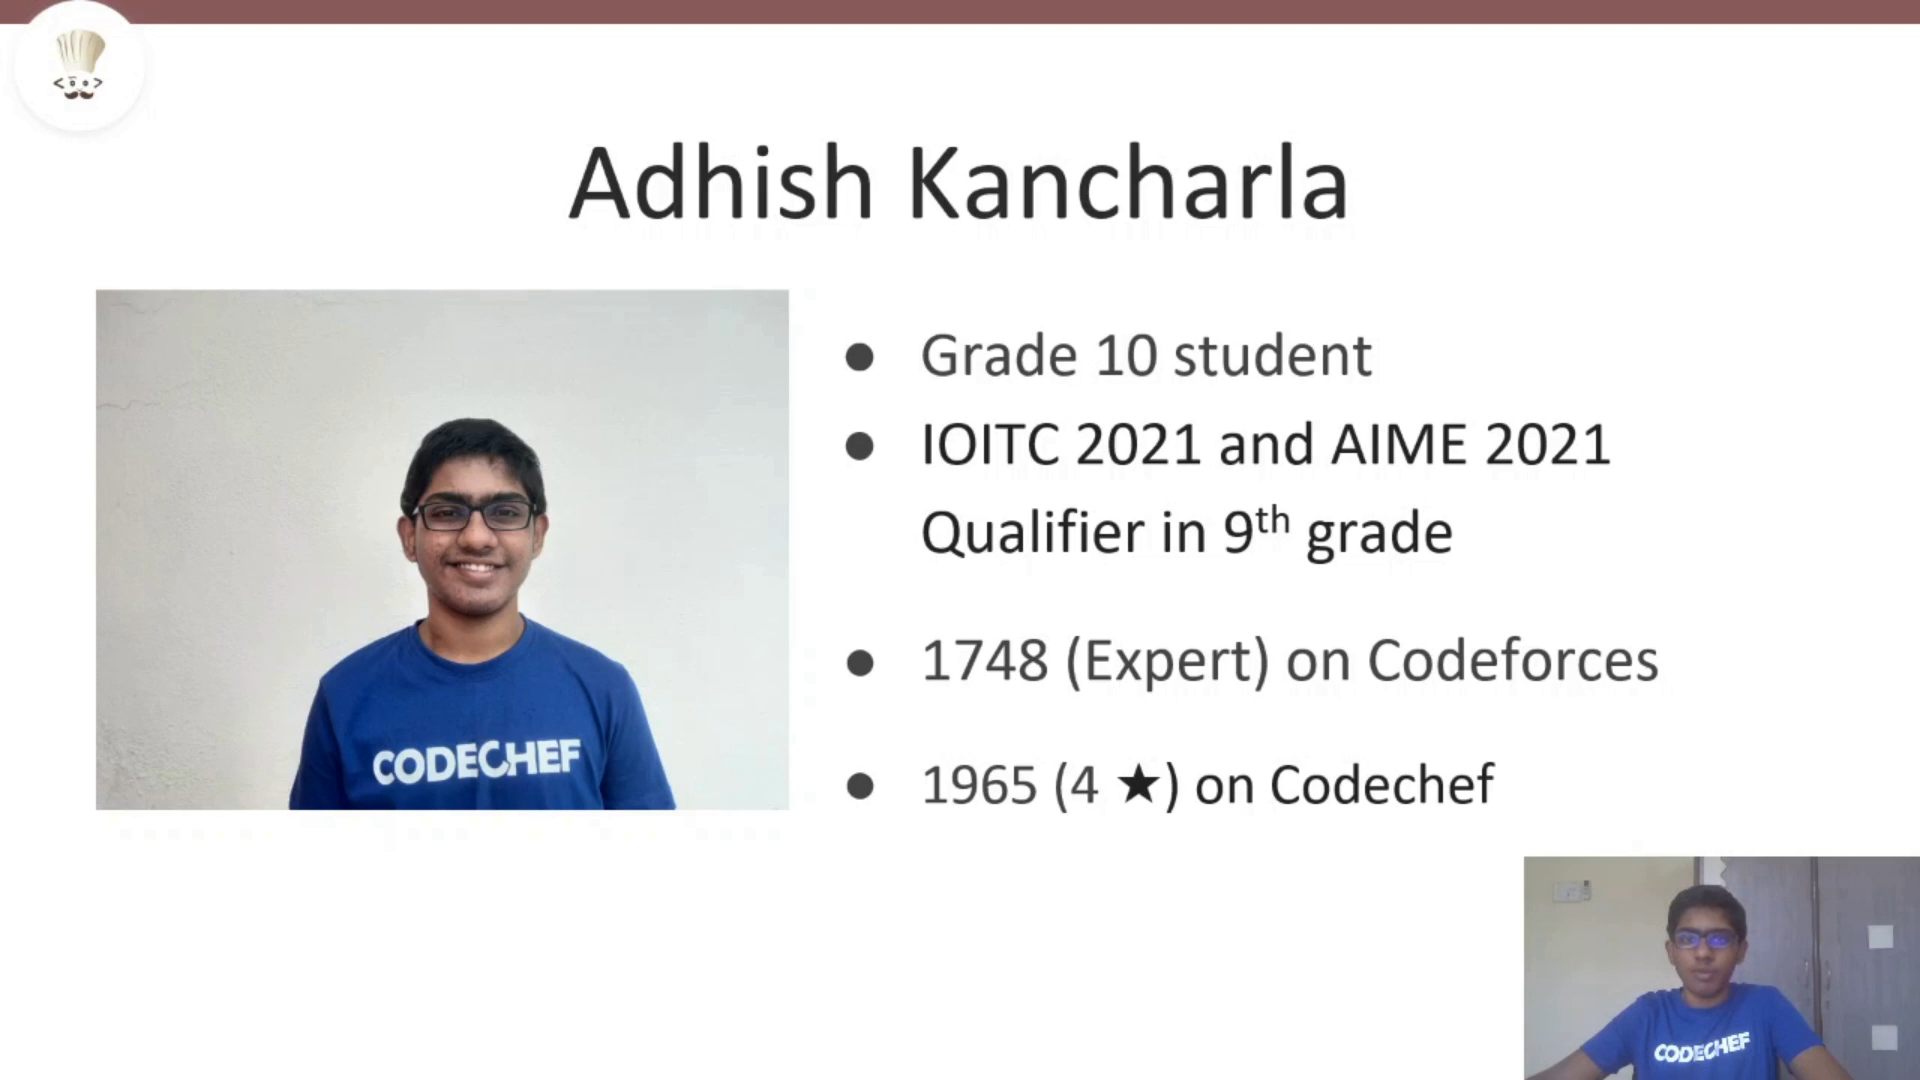 Adhish Kancharla
● Grade 10 student
● IOITC 2021 and AIME 2021
Qualifier in 9th grade
● 1748 (Expert) on Codeforces
● 1965 (4 ★) on Codechef
CODECHEF
CODECHEF